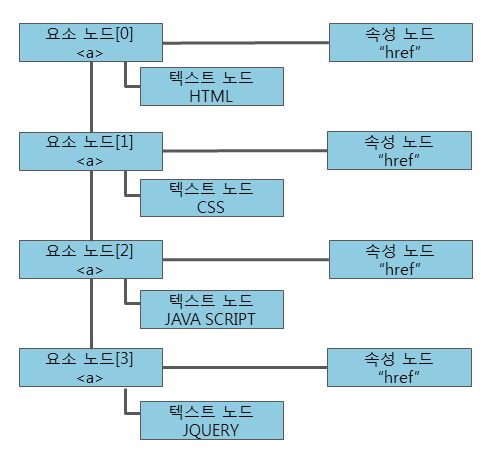 요소 노드[0]
<a>
속성 노드
“href”
텍스트 노드
HTML
요소 노드[1]
<a>
속성 노드
“href”
텍스트 노드
CSS
요소 노드[2]
<a>
속성 노드
“href”
텍스트 노드
JAVA SCRIPT
요소 노드[3]
<a>
속성 노드
“href”
텍스트 노드
JQUERY